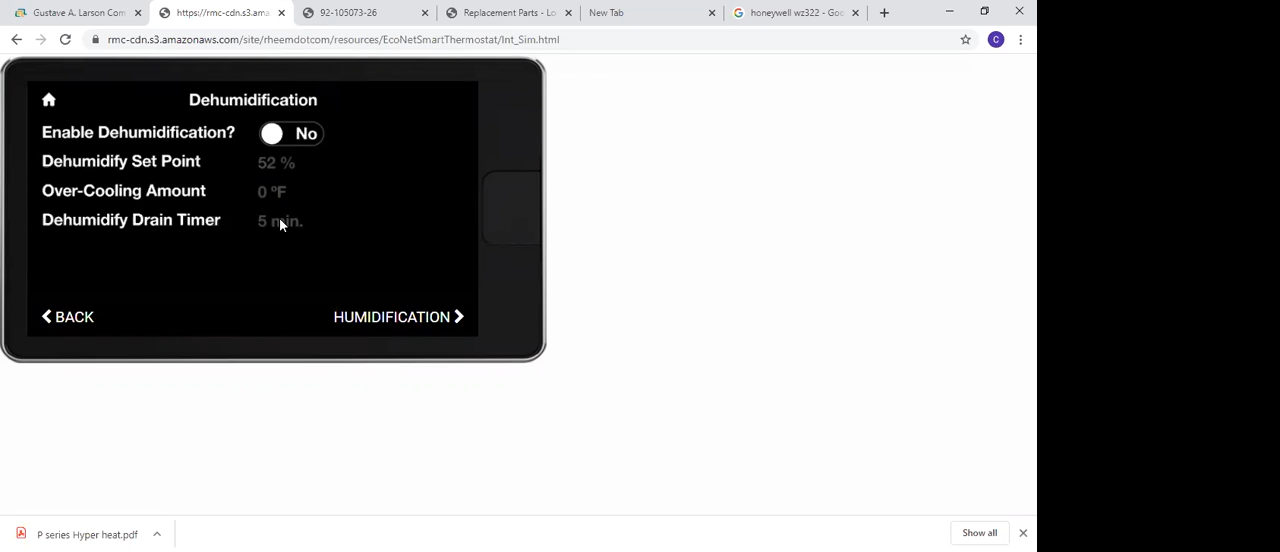 Gustave A. Larson Com
https://rmc-cdn.s3.ama
92-105073-26
Replacement Parts - Lo
New Tab
honeywell wz322 - Goo
rmc-cdn.s3.amazonaws.com/site/rheemdotcom/resources/EcoNetSmartThermostat/Int_Sim.html
C
Dehumidification
Enable Dehumidification? No
Dehumidify Set Point 52 %
Over-Cooling Amount 0 ºF
Dehumidify Drain Timer 5 min.
BACK HUMIDIFICATION
P series Hyper heat.pdf
Show all